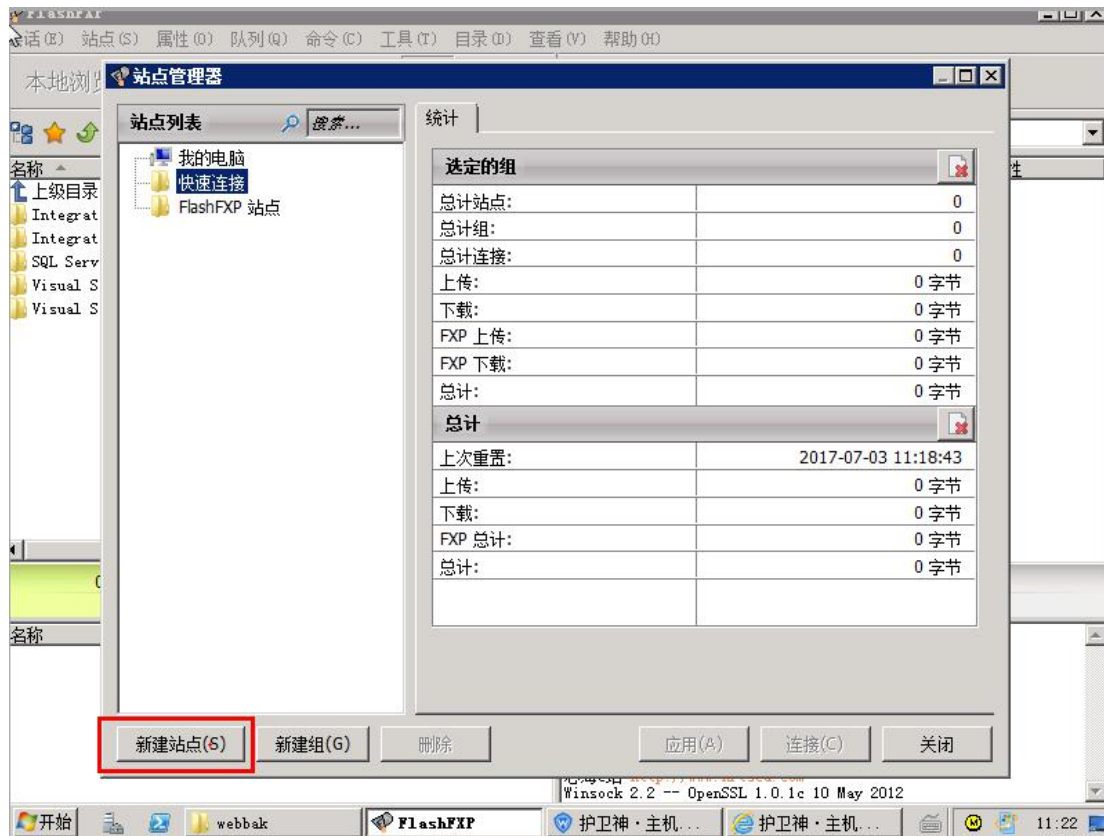 FlashFXP
话(E) 站点(S) 属性(O) 队列(Q) 命令(C) 工具(T) 目录(D) 查看(V) 帮助(H)
本地浏
站点管理器
站点列表 搜索...
我的电脑
快速连接
FlashFXP 站点
名称
上级目录
Integrat
Integrat
SQL Serv
Visual S
Visual S
统计
选定的组
总计站点: 0
总计组: 0
总计连接: 0
上传: 0 字节
下载: 0 字节
FXP 上传: 0 字节
FXP 下载: 0 字节
总计: 0 字节
总计
上次重置: 2017-07-03 11:18:43
上传: 0 字节
下载: 0 字节
FXP 总计: 0 字节
总计: 0 字节
性
名称
新建站点(S) 新建组(G) 删除 应用(A) 连接(C) 关闭
Winsock 2.2 -- OpenSSL 1.0.1c 10 May 2012
开始 webbak FlashFXP 护卫神·主机... 护卫神·主机... 11:22